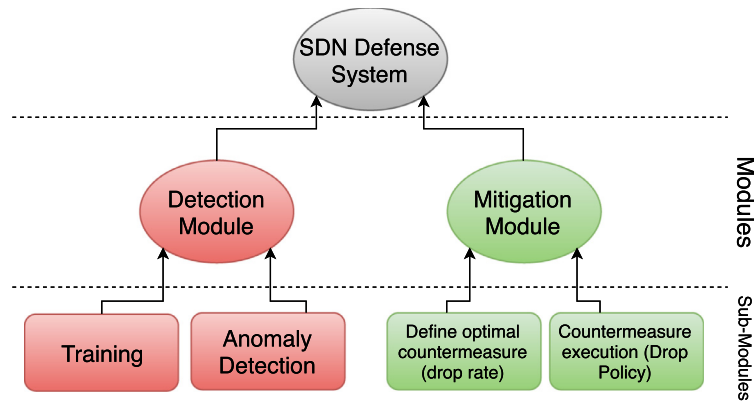 SDN Defense
System
Detection
Module
Mitigation
Module
Modules
Training
Anomaly
Detection
Define optimal
countermeasure
(drop rate)
Countermeasure
execution (Drop
Policy)
Sub-Modules